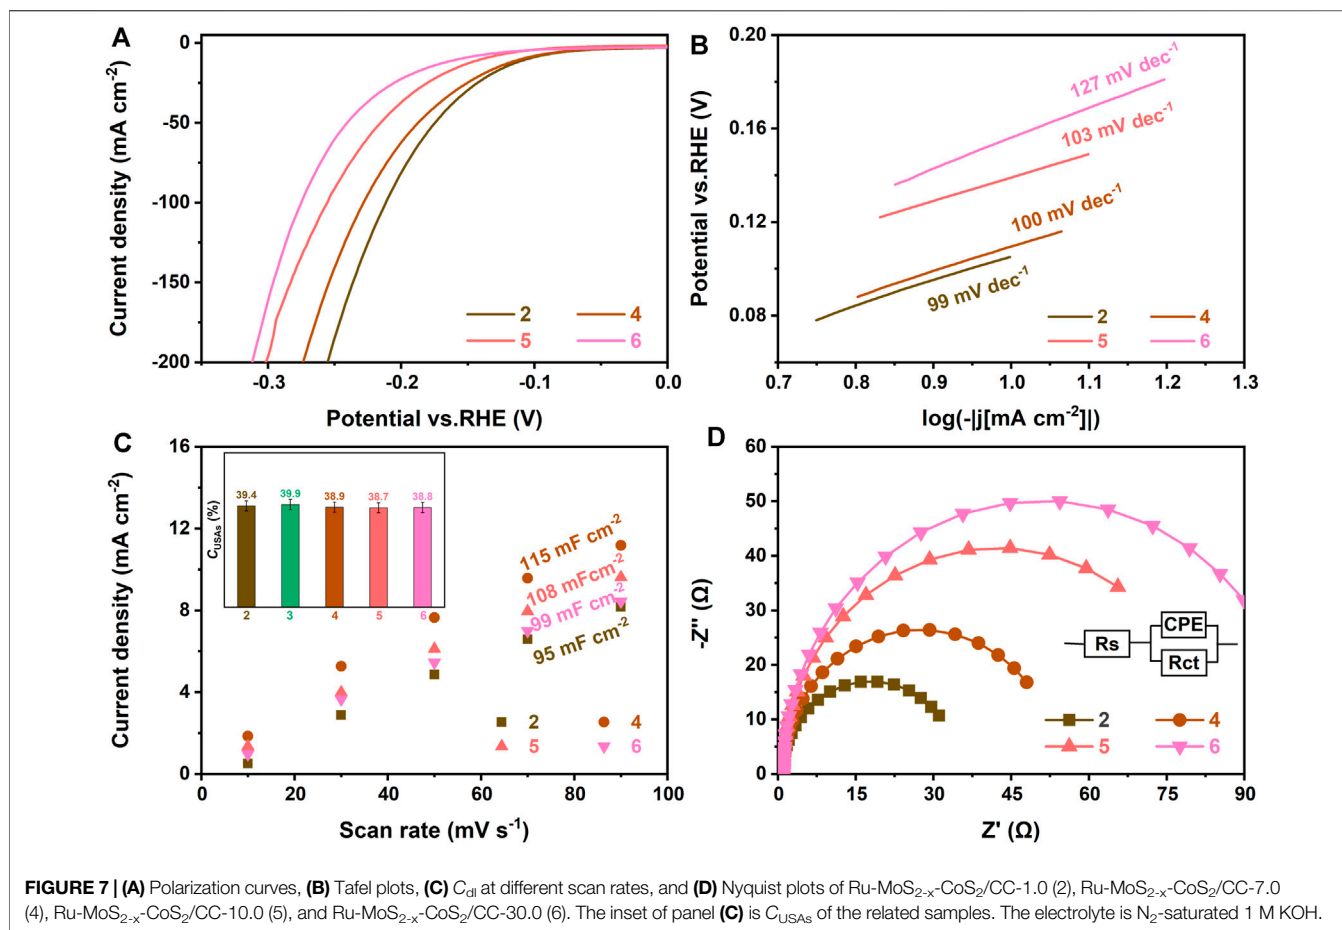 A
0
-50
-100
-150
-200
Current density (mA cm-2)
-0.3
-0.2
-0.1
0.0
Potential vs.RHE (V)
2
4
5
6
B
0.20
0.16
0.12
0.08
Potential vs.RHE (V)
127 mV dec-1
103 mV dec-1
100 mV dec-1
99 mV dec-1
2
4
5
6
0.7
0.8
0.9
1.0
1.1
1.2
1.3
log(-|j[mA cm-2]|)
C
16
12
8
4
0
Current density (mA cm-2)
CUSAs (%)
39.4
39.9
38.9
38.7
38.8
2
3
4
5
6
115 mF cm-2
108 mFcm-2
99 mF cm-2
95 mF cm-2
2
4
5
6
0
20
40
60
80
100
Scan rate (mV s-1)
D
60
50
40
30
20
10
0
-Z" (Ω)
Rs
CPE
Rct
2
4
5
6
0
15
30
45
60
75
90
Z' (Ω)
FIGURE 7 | (A) Polarization curves, (B) Tafel plots, (C) Cdl at different scan rates, and (D) Nyquist plots of Ru-MoS2-x-CoS2/CC-1.0 (2), Ru-MoS2-x-CoS2/CC-7.0
(4), Ru-MoS2-x-CoS2/CC-10.0 (5), and Ru-MoS2-x-CoS2/CC-30.0 (6). The inset of panel (C) is CUSAs of the related samples. The electrolyte is N2-saturated 1 M KOH.